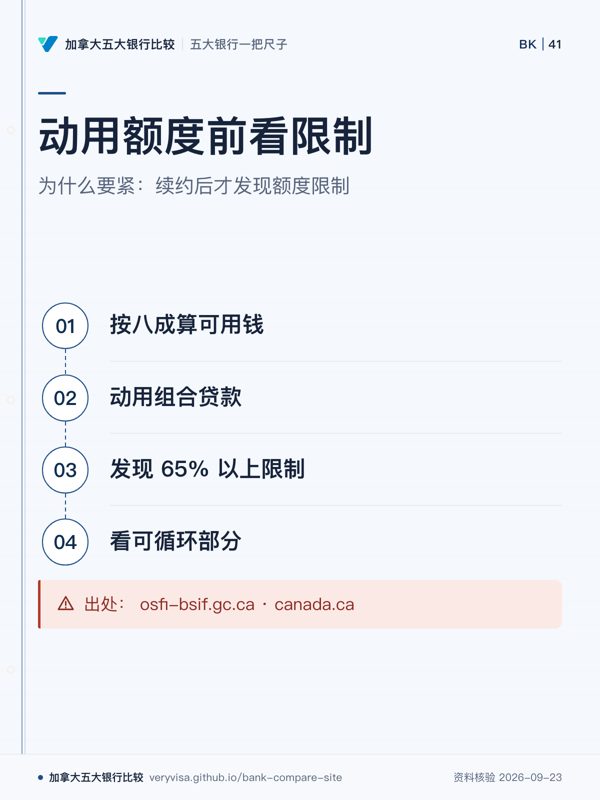 加拿大五大银行比较 五大银行一把尺子 BK | 41
动用额度前看限制
为什么要紧：续约后才发现额度限制
01 按八成算可用钱
02 动用组合贷款
03 发现 65% 以上限制
04 看可循环部分
出处： osfi-bsif.gc.ca · canada.ca
加拿大五大银行比较 veryvisa.github.io/bank-compare-site 资料核验 2026-09-23